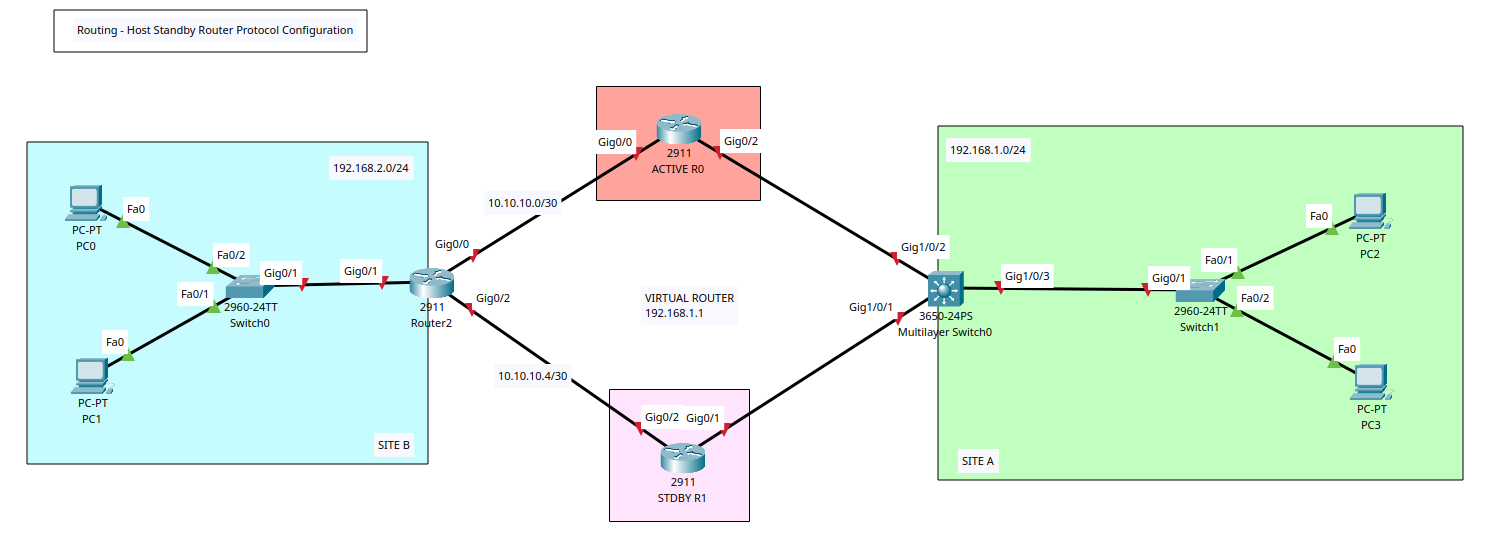 Routing - Host Standby Router Protocol Configuration
192.168.2.0/24
Fa0
PC-PT
PC0
Fa0/2
Gig0/1
Gig0/1
Fa0/1
2960-24TT
Switch0
Fa0
PC-PT
PC1
SITE B
Gig0/0
2911
Router2
Gig0/2
10.10.10.0/30
10.10.10.4/30
Gig0/0
Gig0/2
2911
ACTIVE R0
VIRTUAL ROUTER
192.168.1.1
Gig0/2
Gig0/1
2911
STDBY R1
192.168.1.0/24
Gig1/0/2
Gig1/0/3
Gig1/0/1
3650-24PS
Multilayer Switch0
Gig0/1
Fa0/1
Fa0/2
2960-24TT
Switch1
Fa0
PC-PT
PC2
Fa0
PC-PT
PC3
SITE A